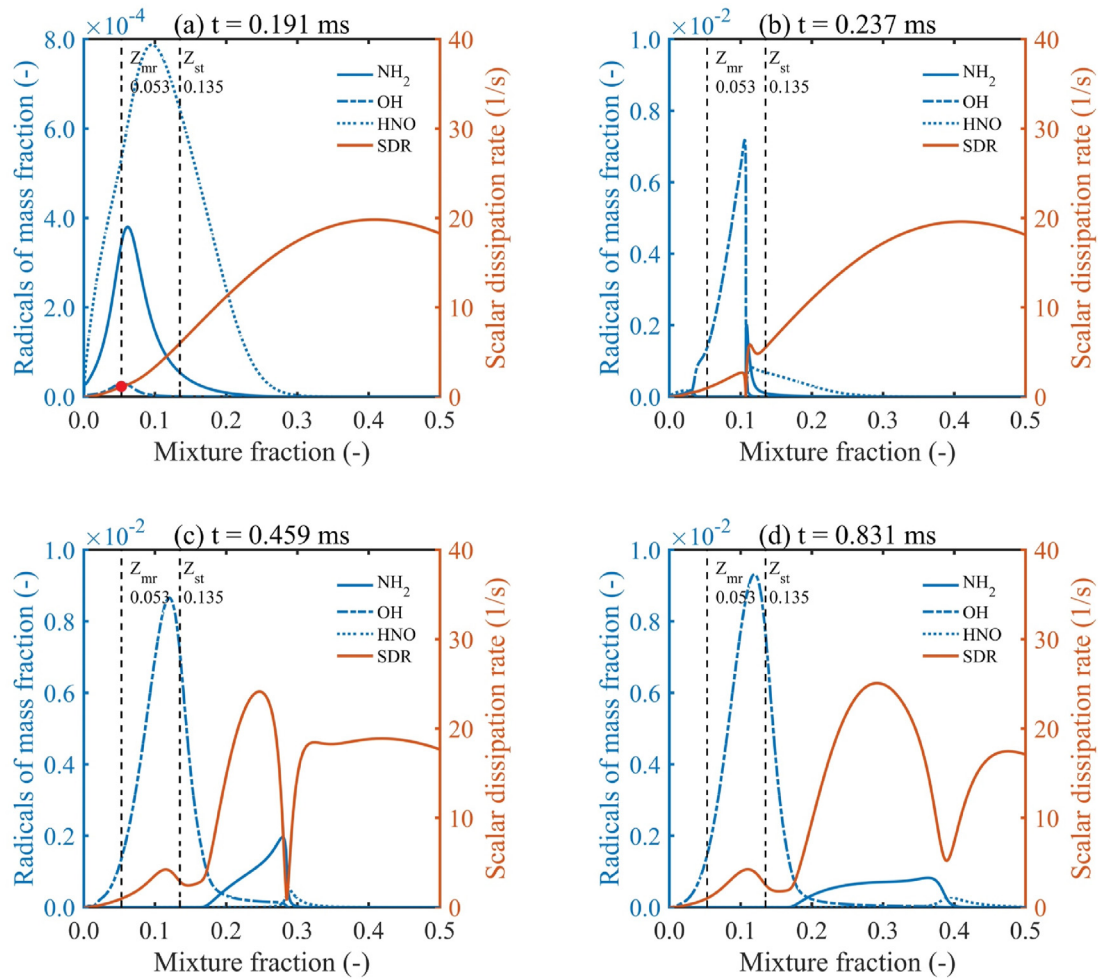 (a) t = 0.191 ms
×10⁻⁴
8.0
6.0
4.0
2.0
0.0
Radicals of mass fraction (-)
Z_mr
0.053
Z_st
0.135
NH₂
OH
HNO
SDR
40
30
20
10
0
Scalar dissipation rate (1/s)
0.0 0.1 0.2 0.3 0.4 0.5
Mixture fraction (-)
(b) t = 0.237 ms
×10⁻²
1.0
0.8
0.6
0.4
0.2
0.0
Radicals of mass fraction (-)
Z_mr
0.053
Z_st
0.135
NH₂
OH
HNO
SDR
40
30
20
10
0
Scalar dissipation rate (1/s)
0.0 0.1 0.2 0.3 0.4 0.5
Mixture fraction (-)
(c) t = 0.459 ms
×10⁻²
1.0
0.8
0.6
0.4
0.2
0.0
Radicals of mass fraction (-)
Z_mr
0.053
Z_st
0.135
NH₂
OH
HNO
SDR
40
30
20
10
0
Scalar dissipation rate (1/s)
0.0 0.1 0.2 0.3 0.4 0.5
Mixture fraction (-)
(d) t = 0.831 ms
×10⁻²
1.0
0.8
0.6
0.4
0.2
0.0
Radicals of mass fraction (-)
Z_mr
0.053
Z_st
0.135
NH₂
OH
HNO
SDR
40
30
20
10
0
Scalar dissipation rate (1/s)
0.0 0.1 0.2 0.3 0.4 0.5
Mixture fraction (-)